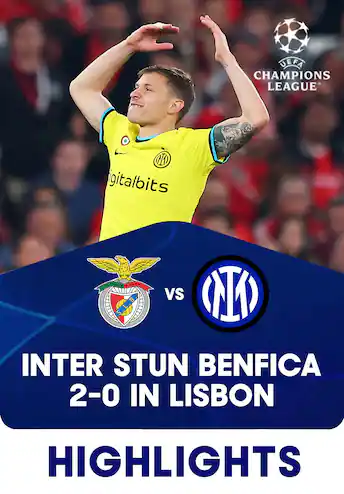 UEFA
CHAMPIONS
LEAGUE
digitalbits
VS
INTER STUN BENFICA
2-0 IN LISBON
HIGHLIGHTS